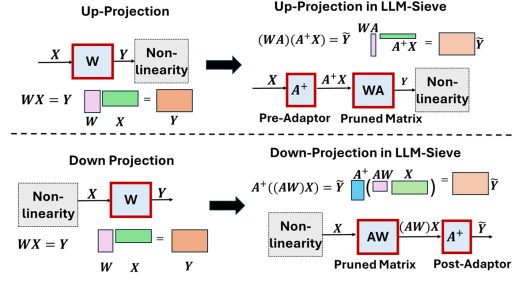 Up-Projection
X
W
Y
Non-
linearity
WX = Y
W
X
=
Y
Up-Projection in LLM-Sieve
(WA)(A⁺X) = Ỹ
WA
A⁺X
=
Ỹ
X
A⁺
A⁺X
WA
Y
Non-
linearity
Pre-Adaptor
Pruned Matrix
Down Projection
Non-
linearity
X
W
Y
WX = Y
W
X
=
Y
Down-Projection in LLM-Sieve
A⁺((AW)X) = Ỹ
A⁺
(
AW
X
)
=
Ỹ
Non-
linearity
X
AW
(AW)X
A⁺
Ỹ
Pruned Matrix
Post-Adaptor